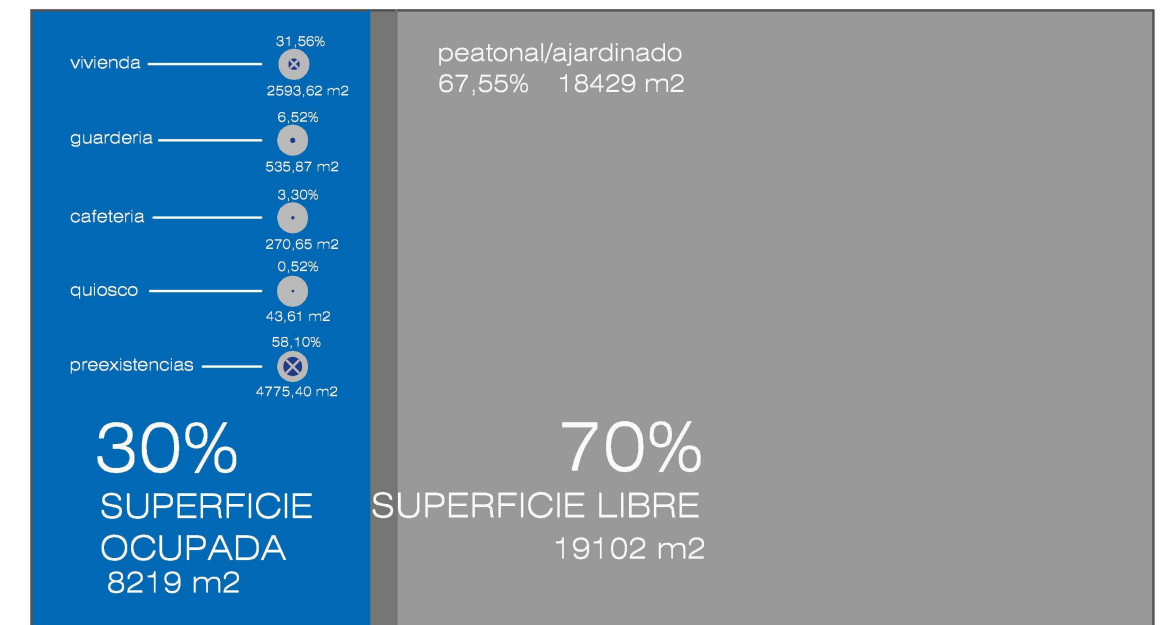 31,56%
vivienda
2593,62 m2
6,52%
guarderia
535,87 m2
3,30%
cafeteria
270,65 m2
0,52%
quiosco
43,61 m2
58,10%
preexistencias
4775,40 m2
30%
SUPERFICIE
OCUPADA
8219 m2
peatonal/ajardinado
67,55% 18429 m2
70%
SUPERFICIE LIBRE
19102 m2